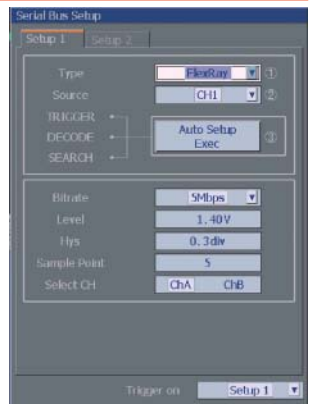 Serial Bus Setup
Setup 1 Setup 2
Type FlexRay ①
Source CH1 ②
TRIGGER
DECODE
SEARCH
Auto Setup
Exec ③
Bitrate 5Mbps
Level 1.40V
Hys 0.3div
Sample Point 5
Select CH ChA ChB
Trigger on Setup 1